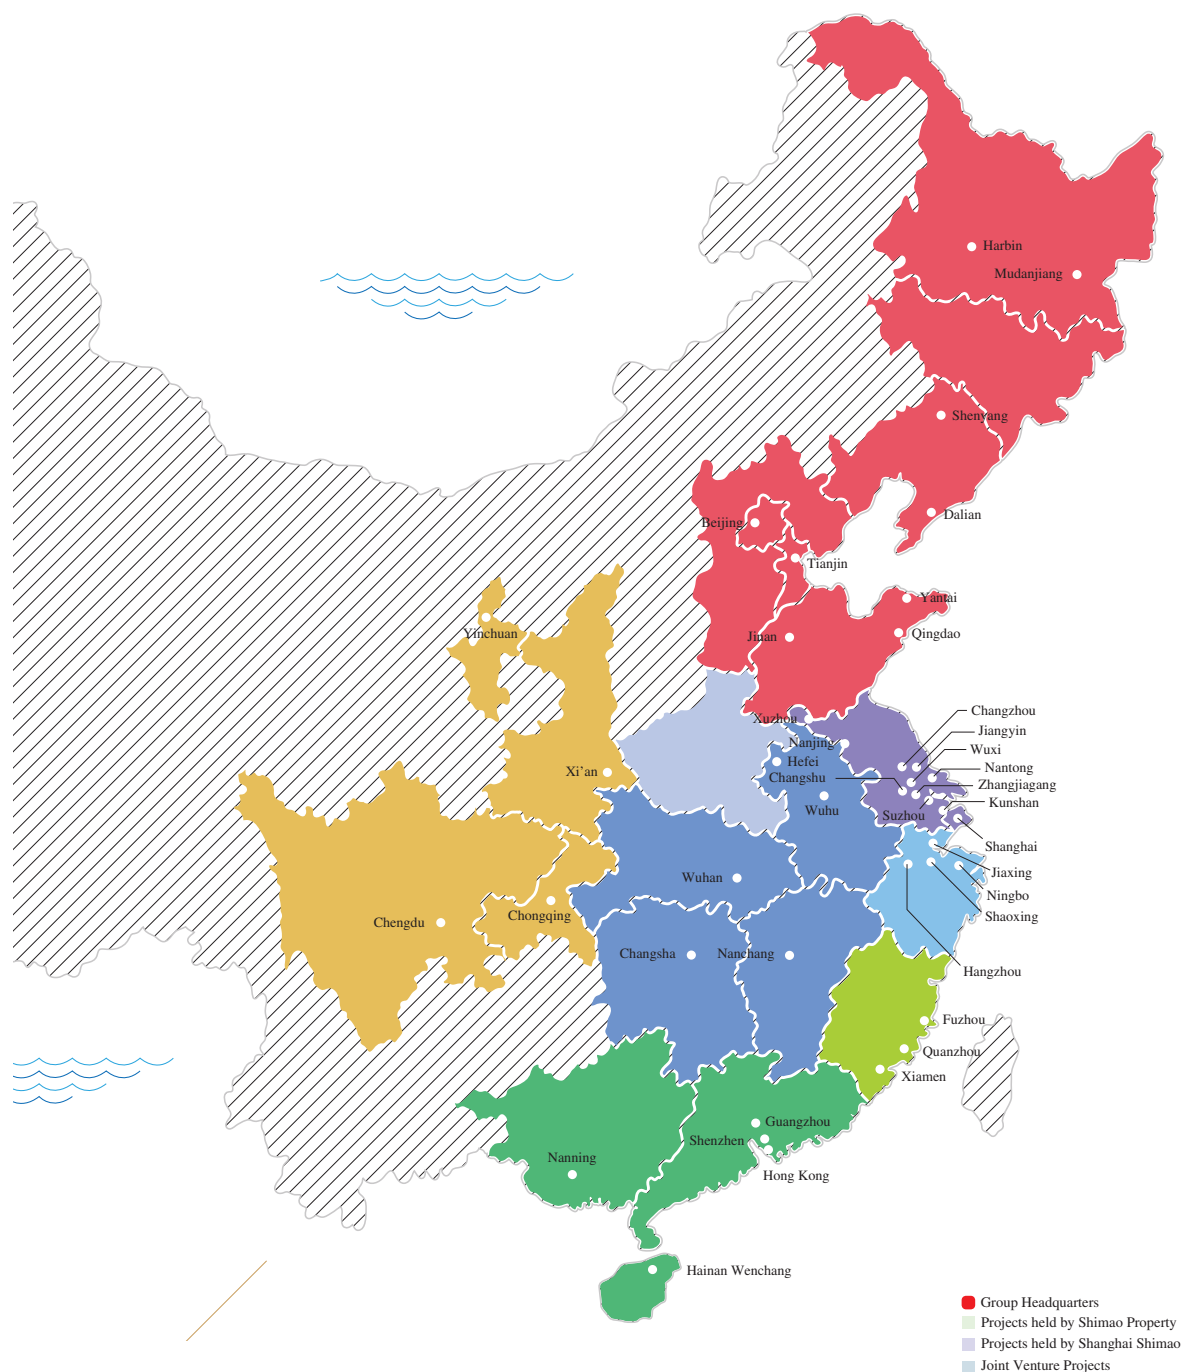 Harbin
Mudanjiang
Shenyang
Beijing
Dalian
Tianjin
Yantai
Yinchuan
Jinan
Qingdao
Changzhou
Xuzhou
Jiangyin
Nanjing
Wuxi
Hefei
Nantong
Xi’an
Changshu
Zhangjiagang
Kunshan
Wuhu
Suzhou
Shanghai
Jiaxing
Wuhan
Ningbo
Chongqing
Shaoxing
Chengdu
Changsha
Nanchang
Hangzhou
Fuzhou
Quanzhou
Xiamen
Guangzhou
Shenzhen
Nanning
Hong Kong
Hainan Wenchang
Group Headquarters
Projects held by Shimao Property
Projects held by Shanghai Shimao
Joint Venture Projects